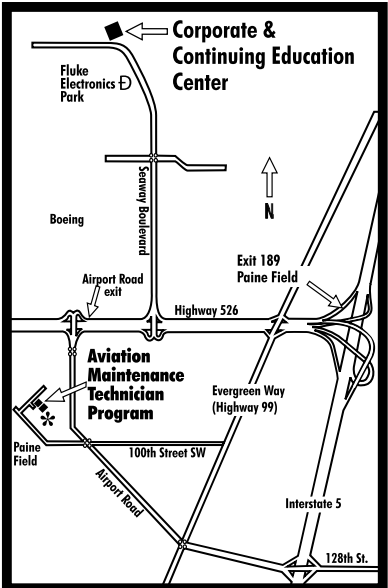 Corporate &
Continuing Education
Center
Fluke
Electronics
Park
Seaway Boulevard
N
Boeing
Exit 189
Paine Field
Airport Road
exit
Highway 526
Aviation
Maintenance
Technician
Program
Evergreen Way
(Highway 99)
Paine
Field
100th Street SW
Airport Road
Interstate 5
128th St.